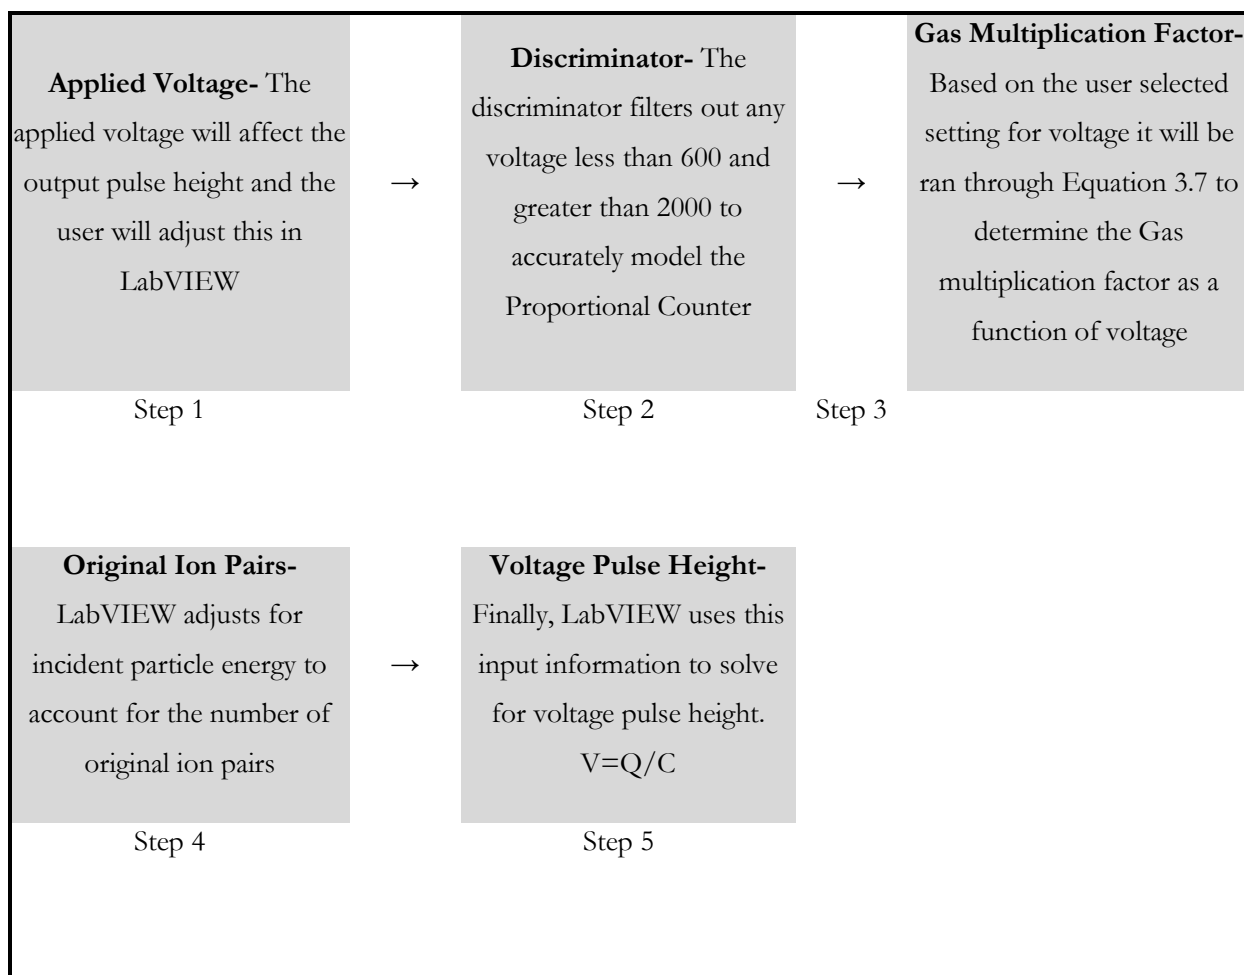 Applied Voltage- The
applied voltage will affect the
output pulse height and the
user will adjust this in
LabVIEW
→
Discriminator- The
discriminator filters out any
voltage less than 600 and
greater than 2000 to
accurately model the
Proportional Counter
→
Gas Multiplication Factor-
Based on the user selected
setting for voltage it will be
ran through Equation 3.7 to
determine the Gas
multiplication factor as a
function of voltage
Step 1
Step 2
Step 3
Original Ion Pairs-
LabVIEW adjusts for
incident particle energy to
account for the number of
original ion pairs
→
Voltage Pulse Height-
Finally, LabVIEW uses this
input information to solve
for voltage pulse height.
V=Q/C
Step 4
Step 5